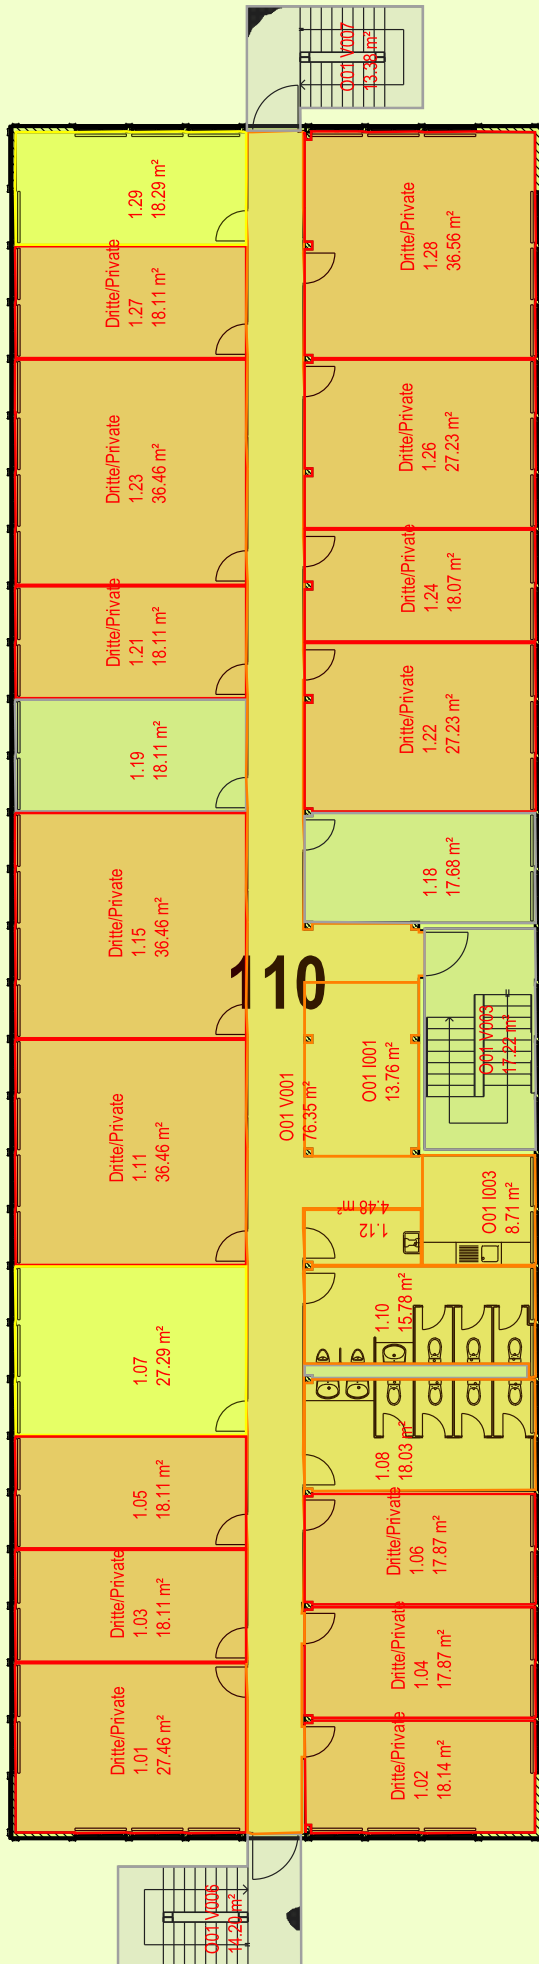 O01 V007
13.38 m²
1.29
18.29 m²
Dritte/Private
1.28
36.56 m²
Dritte/Private
1.27
18.11 m²
Dritte/Private
1.23
36.46 m²
Dritte/Private
1.26
27.23 m²
Dritte/Private
1.24
18.07 m²
Dritte/Private
1.21
18.11 m²
Dritte/Private
1.22
27.23 m²
1.19
18.11 m²
1.18
17.68 m²
Dritte/Private
1.15
36.46 m²
110
O01 V003
17.22 m²
O01 I001
13.76 m²
O01 V001
76.35 m²
Dritte/Private
1.11
36.46 m²
O01 I003
8.71 m²
1.12
4.48 m²
1.10
15.78 m²
1.07
27.29 m²
1.08
18.03 m²
1.05
18.11 m²
Dritte/Private
1.06
17.87 m²
Dritte/Private
1.03
18.11 m²
Dritte/Private
1.04
17.87 m²
Dritte/Private
1.01
27.46 m²
Dritte/Private
1.02
18.14 m²
O01 V006
14.20 m²